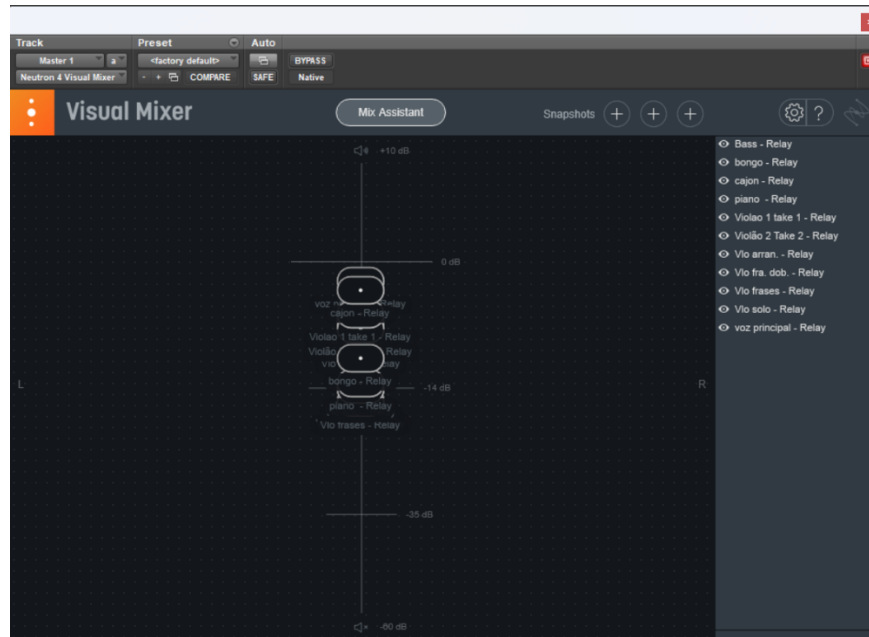 Track Preset Auto
Master 1 a <factory default> BYPASS
Neutron 4 Visual Mixer - + COMPARE SAFE Native
Visual Mixer Mix Assistant Snapshots + + + ?
+10 dB
0 dB
voz Relay
cajon - Relay
Violao 1 take 1 - Relay
Violão Relay
bongo - Relay
L -14 dB R
piano - Relay
Vlo frases - Relay
-35 dB
-60 dB
Bass - Relay
bongo - Relay
cajon - Relay
piano - Relay
Violao 1 take 1 - Relay
Violão 2 Take 2 - Relay
Vlo arran. - Relay
Vlo fra. dob. - Relay
Vlo frases - Relay
Vlo solo - Relay
voz principal - Relay